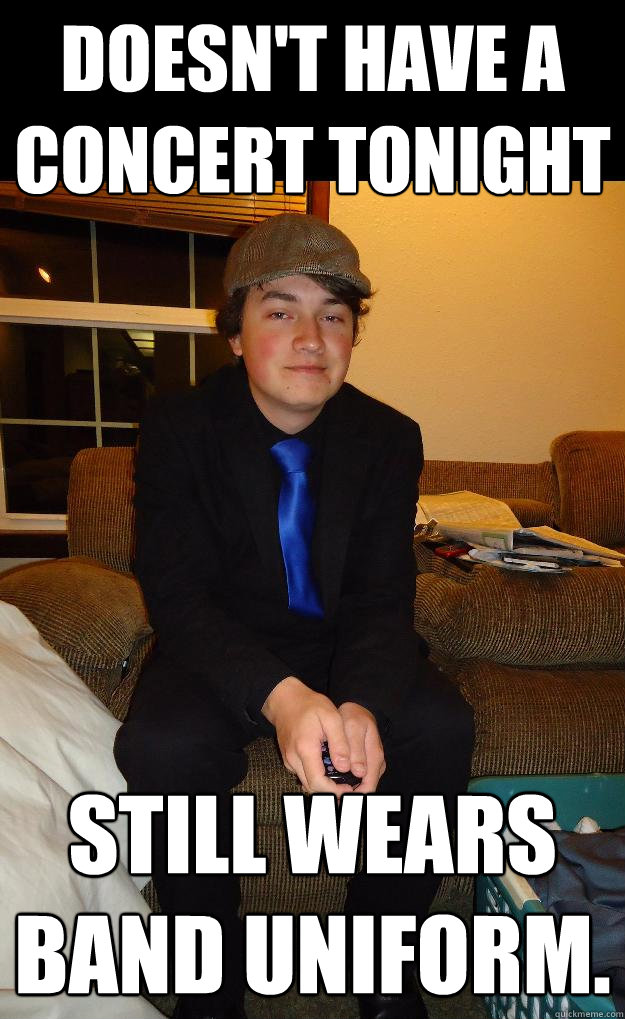 DOESN'T HAVE A
CONCERT TONIGHT
STILL WEARS
BAND UNIFORM.
quickmeme.com